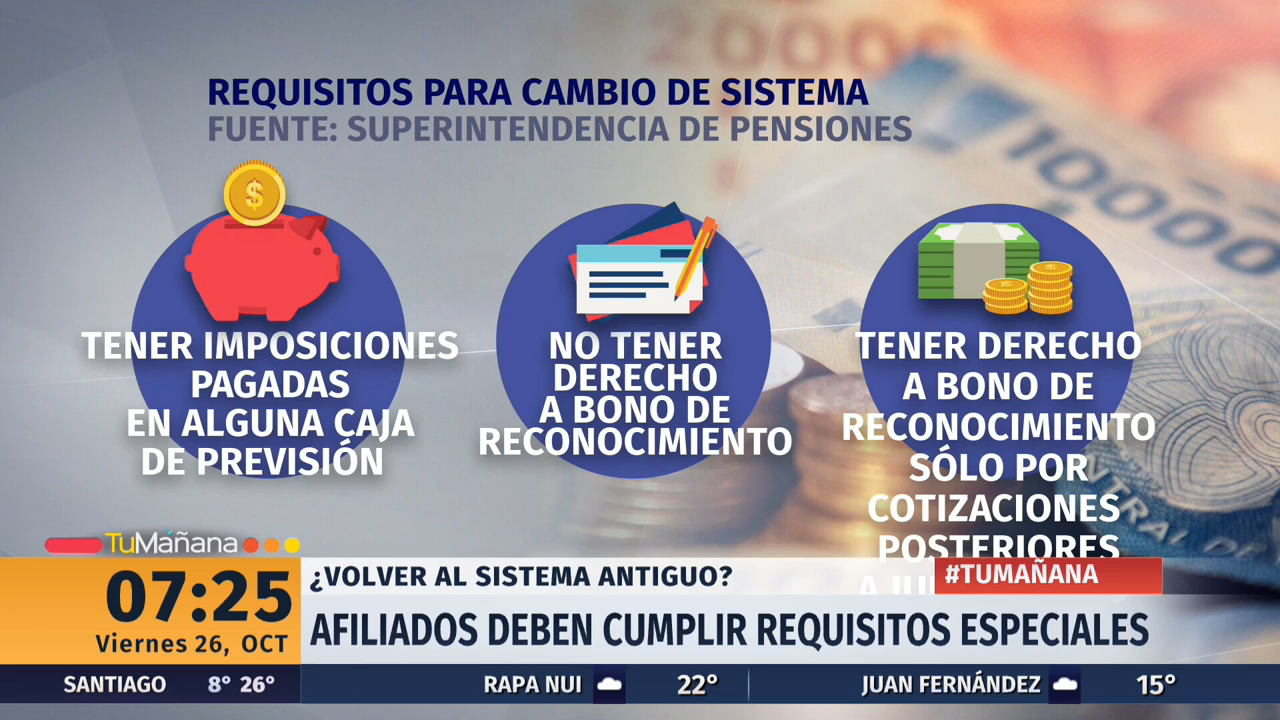 REQUISITOS PARA CAMBIO DE SISTEMA
FUENTE: SUPERINTENDENCIA DE PENSIONES
$
TENER IMPOSICIONES
PAGADAS
EN ALGUNA CAJA
DE PREVISIÓN
NO TENER
DERECHO
A BONO DE
RECONOCIMIENTO
TENER DERECHO
A BONO DE
RECONOCIMIENTO
SÓLO POR
COTIZACIONES
POSTERIORES
A
10000
TuMañana
07:25
Viernes 26, OCT
¿VOLVER AL SISTEMA ANTIGUO?
#TUMAÑANA
AFILIADOS DEBEN CUMPLIR REQUISITOS ESPECIALES
SANTIAGO 8° 26°
RAPA NUI 22°
JUAN FERNÁNDEZ 15°